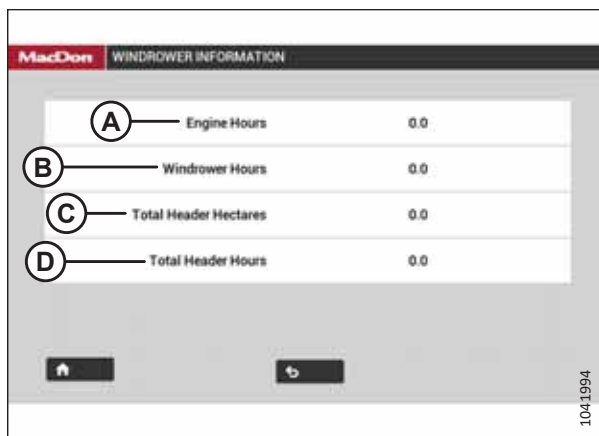 MacDon WINDROWER INFORMATION
A Engine Hours 0.0
B Windrower Hours 0.0
C Total Header Hectares 0.0
D Total Header Hours 0.0
1041994